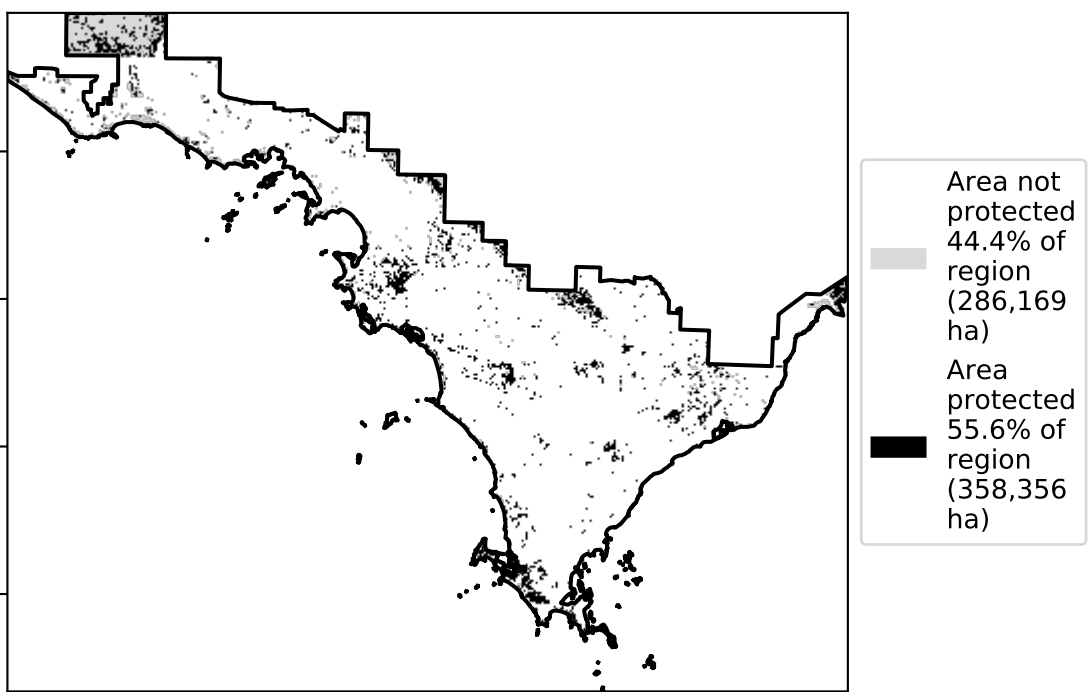 Area not
protected
44.4% of
region
(286,169
ha)
Area
protected
55.6% of
region
(358,356
ha)